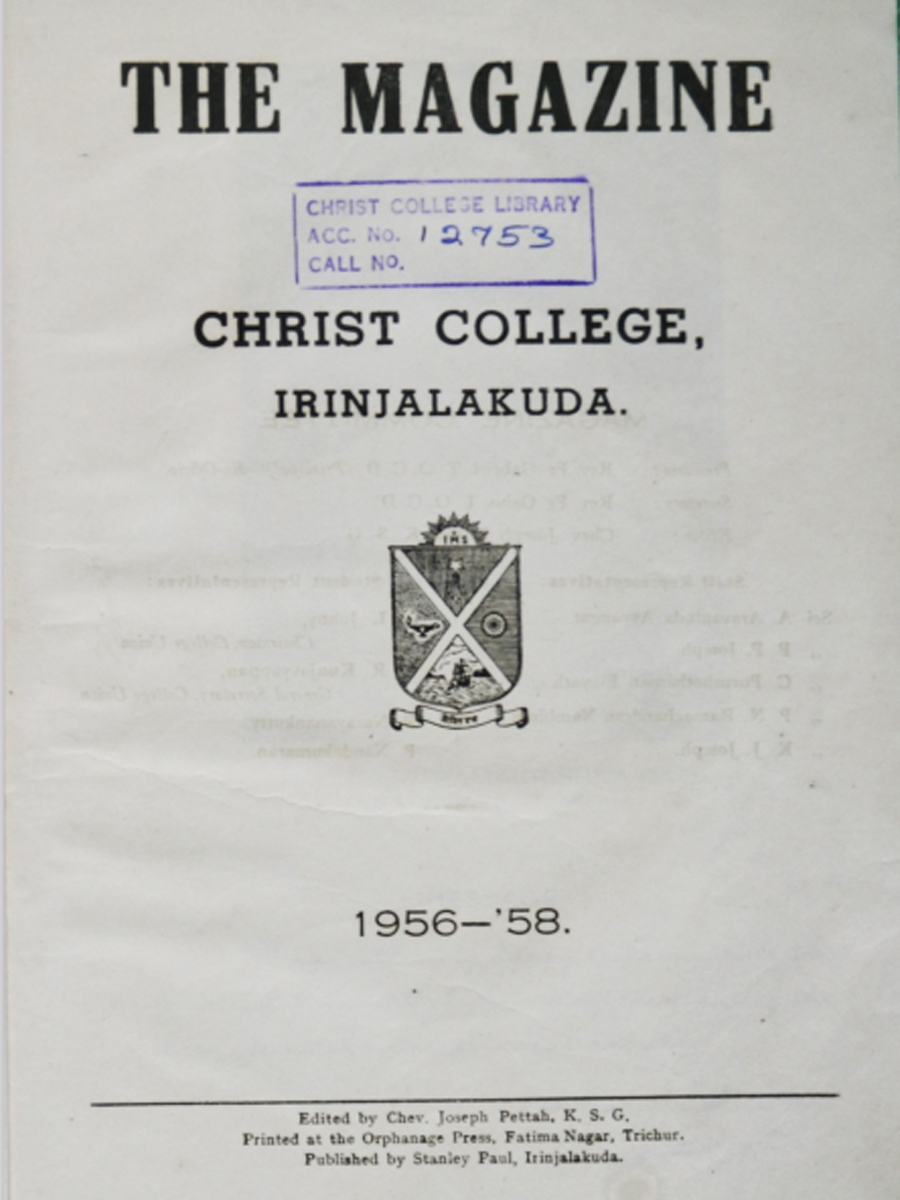 THE MAGAZINE
CHRIST COLLEGE LIBRARY
ACC. No. 12753
CALL NO.
CHRIST COLLEGE,
IRINJALAKUDA.
IHS
1956—'58.
Edited by Chev. Joseph Pettah, K. S. G.
Printed at the Orphanage Press, Fatima Nagar, Trichur.
Published by Stanley Paul, Irinjalakuda.